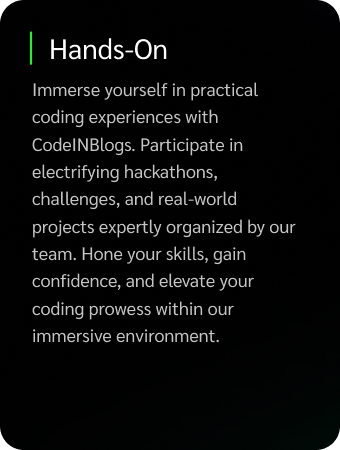 Hands-On
Immerse yourself in practical
coding experiences with
CodeINBlogs. Participate in
electrifying hackathons,
challenges, and real-world
projects expertly organized by our
team. Hone your skills, gain
confidence, and elevate your
coding prowess within our
immersive environment.